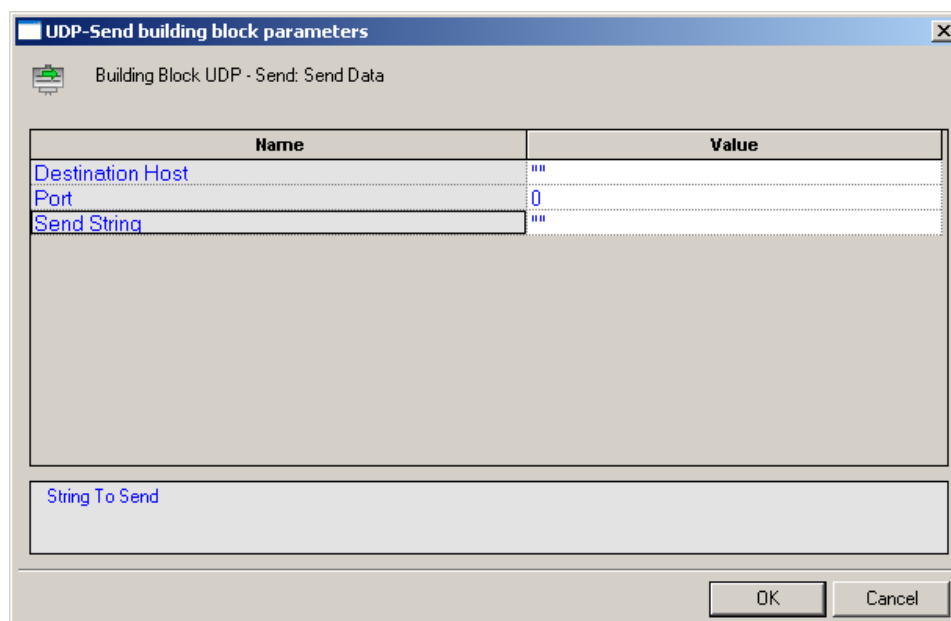 UDP-Send building block parameters
Building Block UDP - Send: Send Data
Name Value
Destination Host ""
Port 0
Send String ""
String To Send
OK Cancel